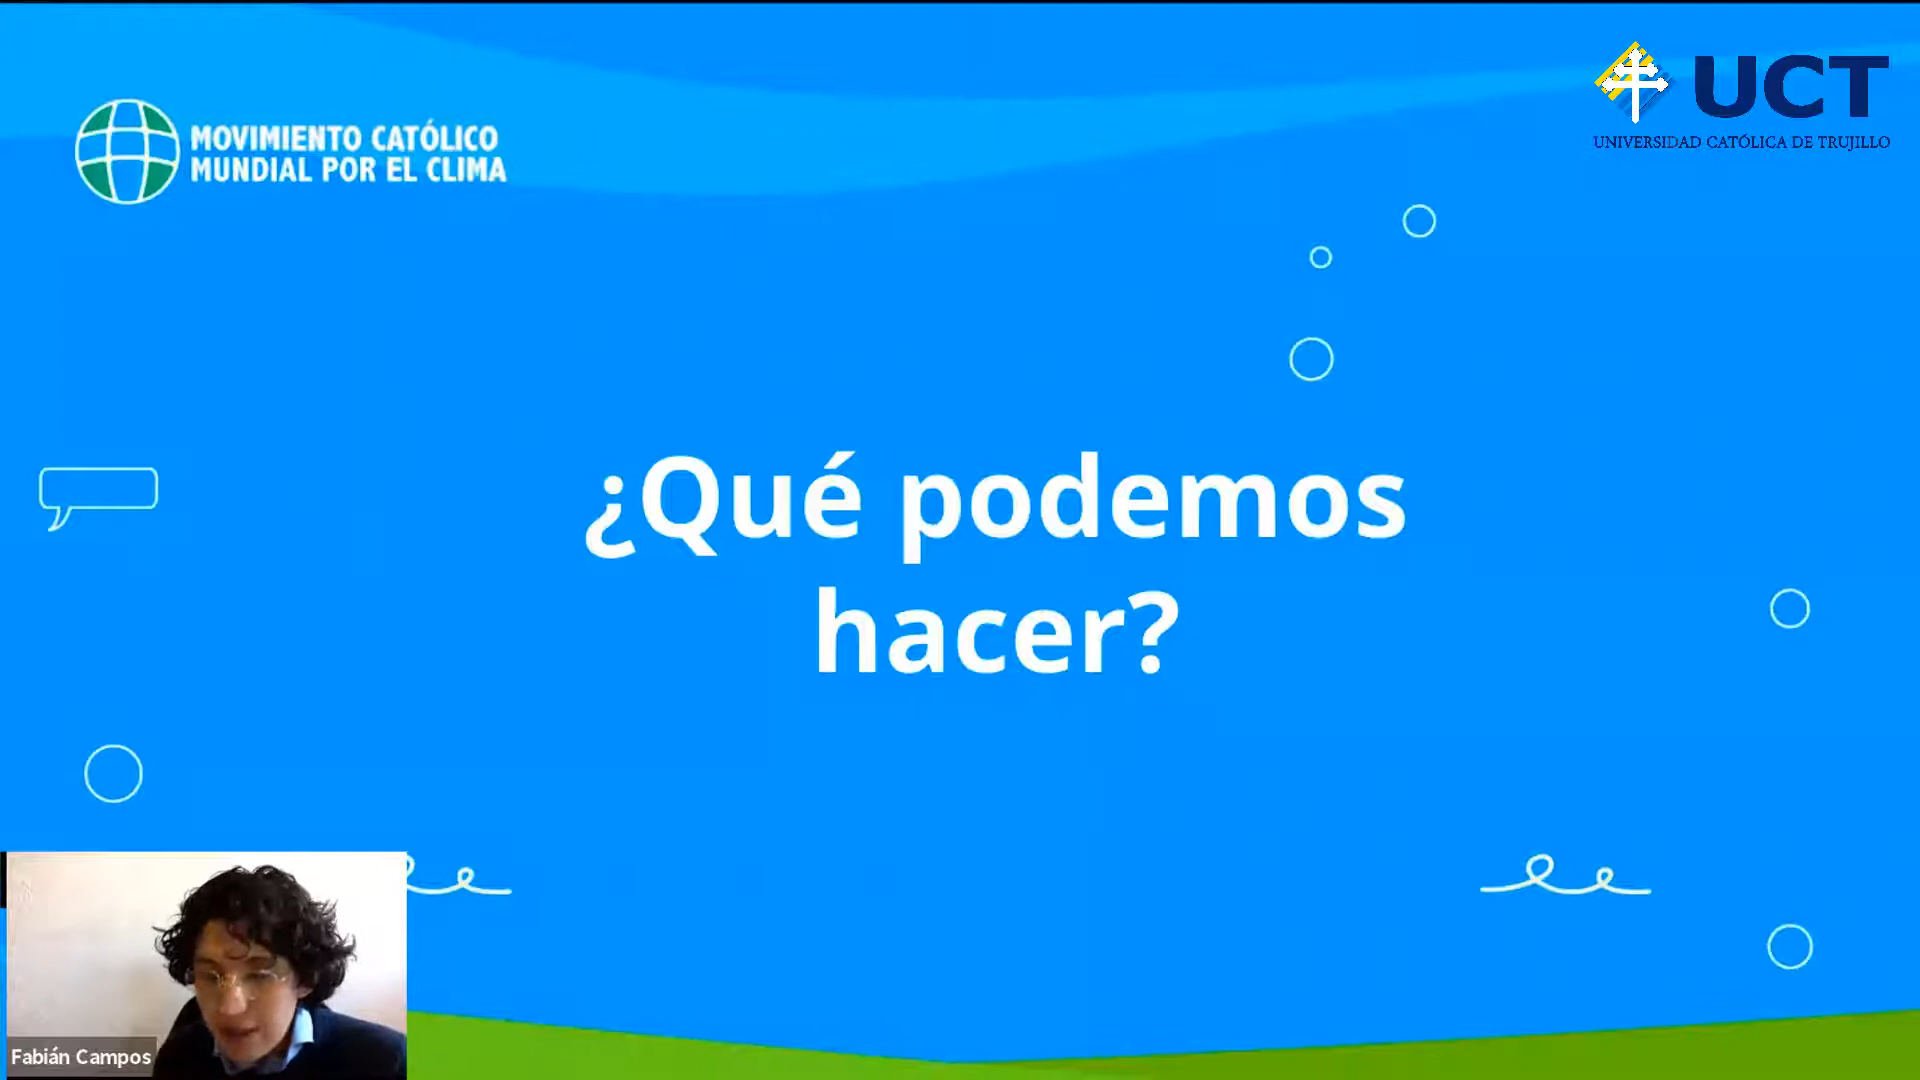 MOVIMIENTO CATÓLICO
MUNDIAL POR EL CLIMA
UCT
UNIVERSIDAD CATÓLICA DE TRUJILLO
¿Qué podemos
hacer?
Fabián Campos